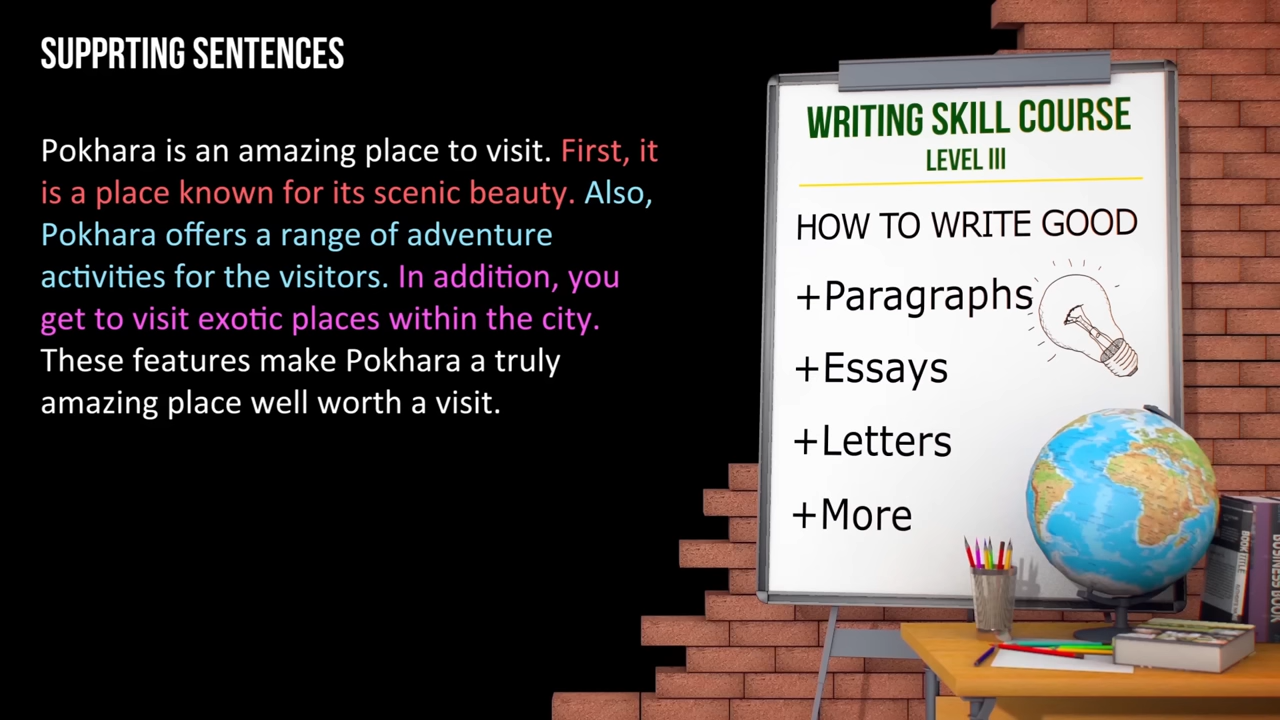 SUPPRTING SENTENCES
Pokhara is an amazing place to visit. First, it
is a place known for its scenic beauty. Also,
Pokhara offers a range of adventure
activities for the visitors. In addition, you
get to visit exotic places within the city.
These features make Pokhara a truly
amazing place well worth a visit.
WRITING SKILL COURSE
LEVEL III
HOW TO WRITE GOOD
+Paragraphs
+Essays
+Letters
+More
BUSINESS BOOK